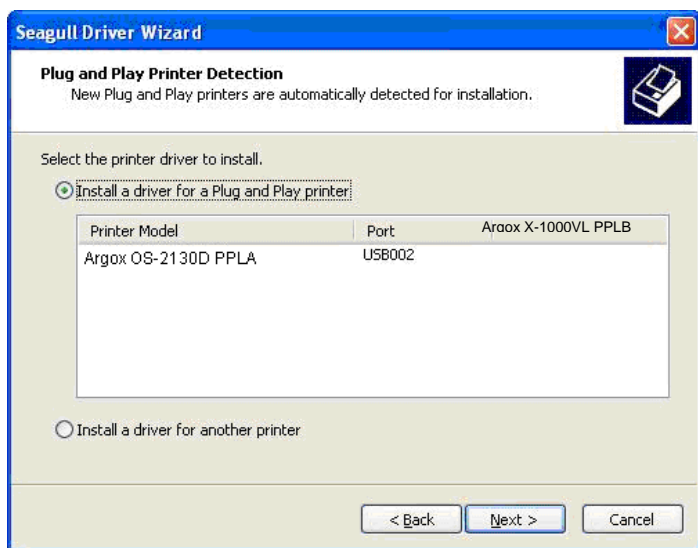 Seagull Driver Wizard
Plug and Play Printer Detection
New Plug and Play printers are automatically detected for installation.
Select the printer driver to install.
Install a driver for a Plug and Play printer
Printer Model Port Argox X-1000VL PPLB
Argox OS-2130D PPLA USB002
Install a driver for another printer
< Back Next > Cancel